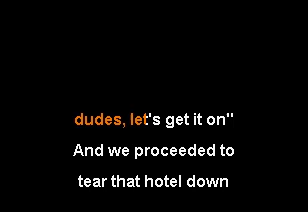 dudes, let's get it on"
And we proceeded to
tear that hotel down